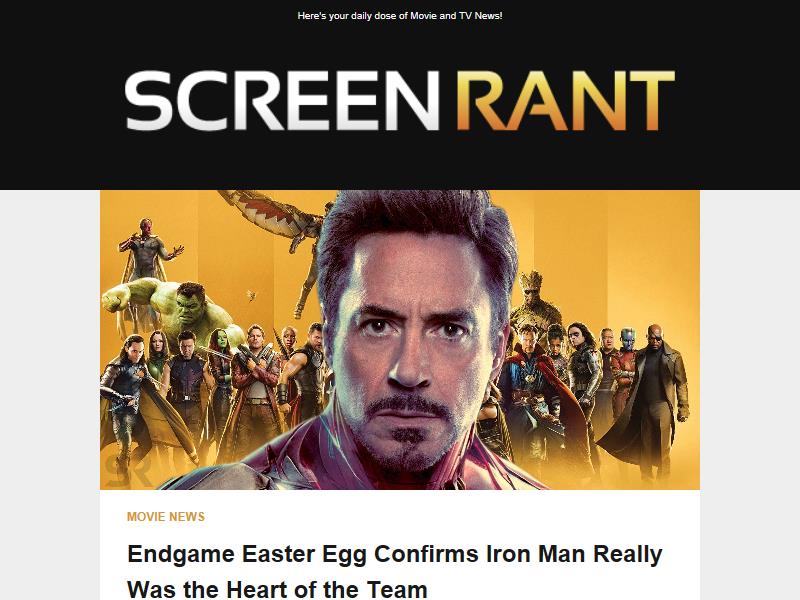 Here's your daily dose of Movie and TV News!
SCREEN RANT
SR
MOVIE NEWS
Endgame Easter Egg Confirms Iron Man Really
Was the Heart of the Team